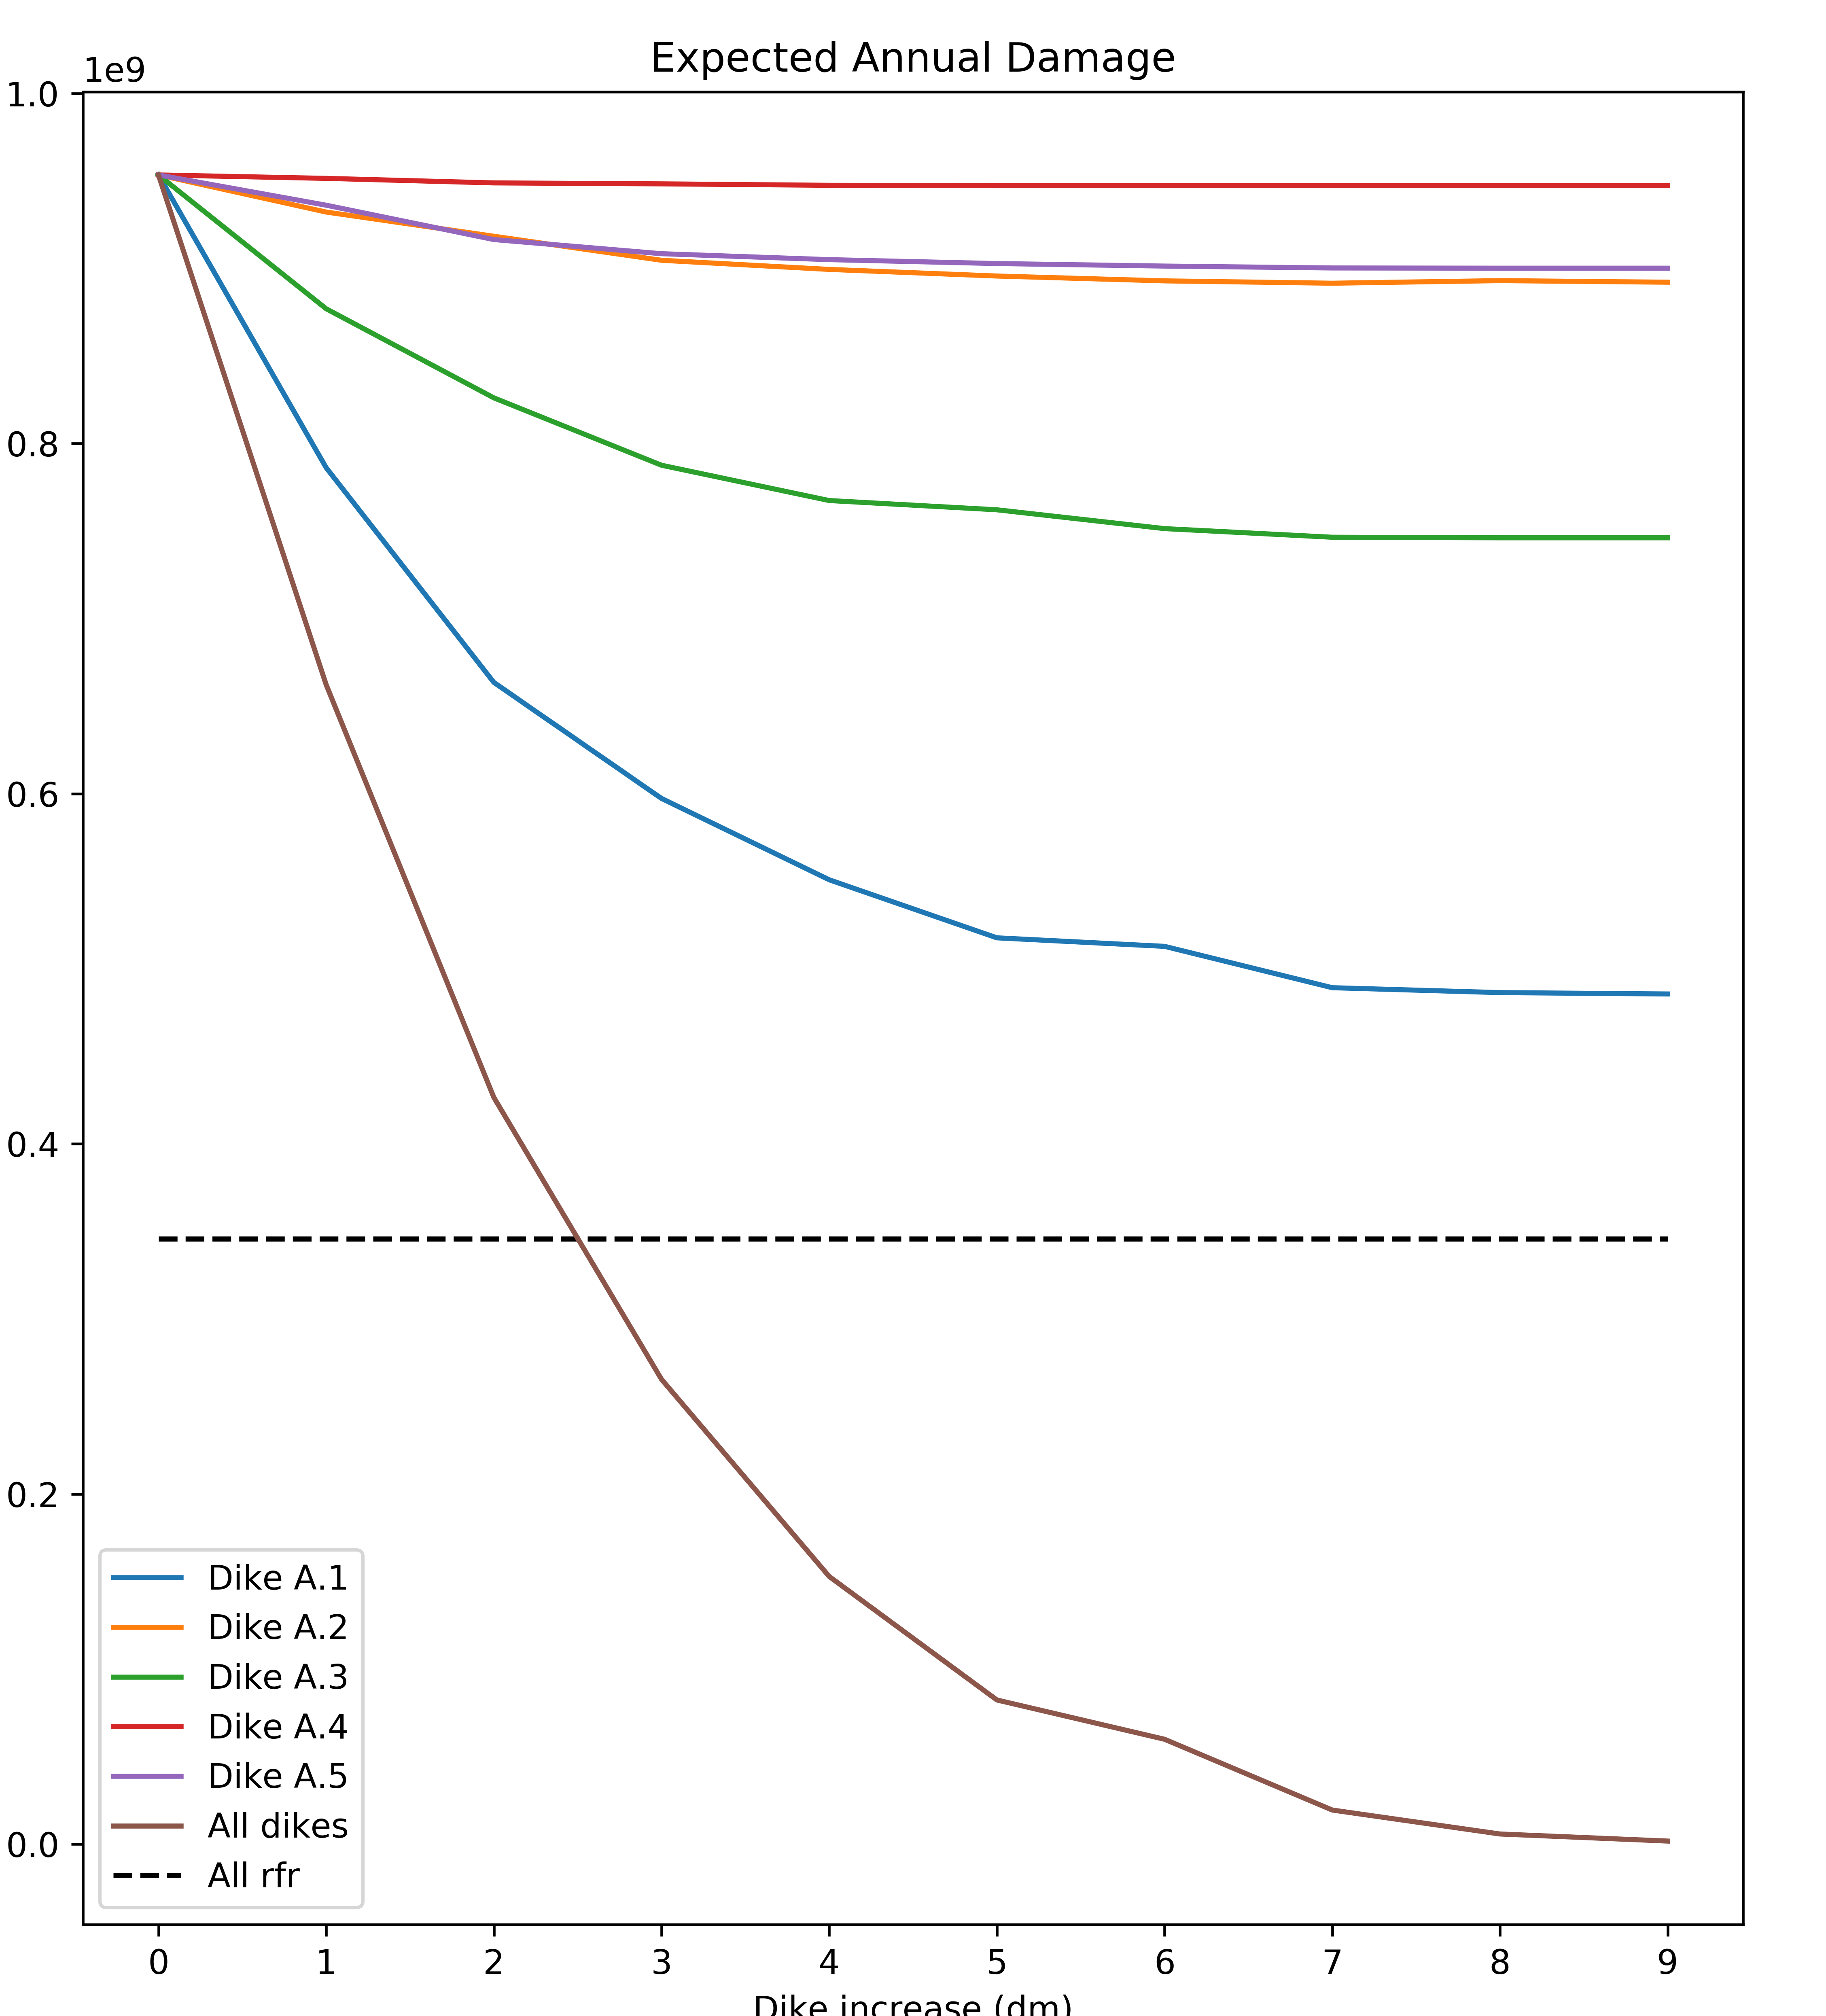 Expected Annual Damage
1e9
1.0
0.8
0.6
0.4
0.2
0.0
Dike A.1
Dike A.2
Dike A.3
Dike A.4
Dike A.5
All dikes
All rfr
0 1 2 3 4 5 6 7 8 9
Dike increase (dm)